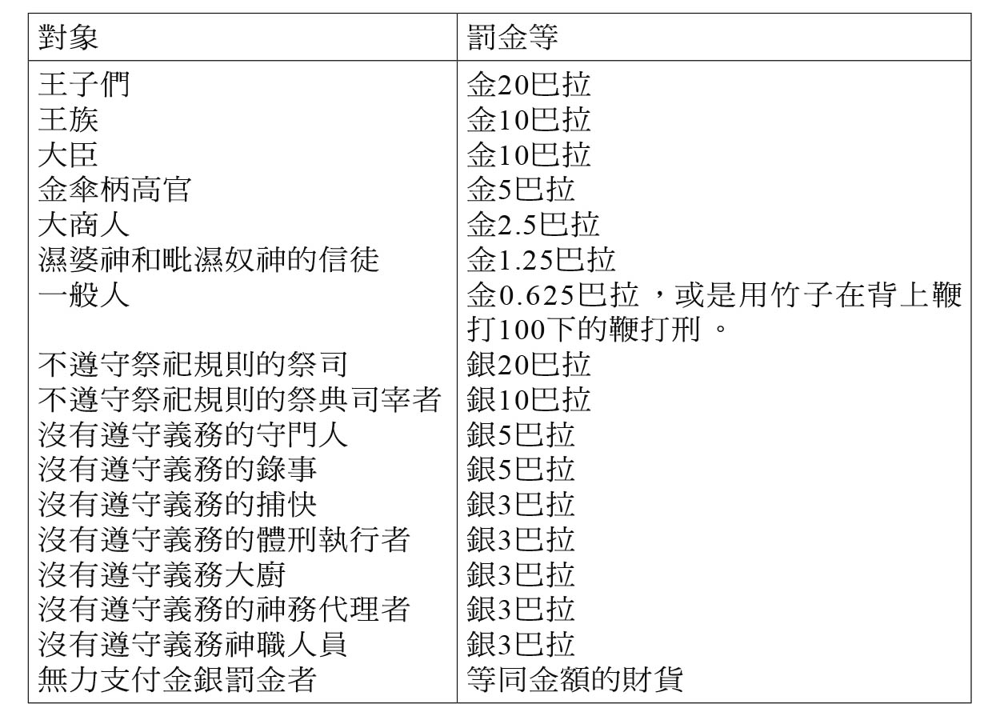 對象 罰金等
王子們 金20巴拉
王族 金10巴拉
大臣 金10巴拉
金傘柄高官 金5巴拉
大商人 金2.5巴拉
濕婆神和毗濕奴神的信徒 金1.25巴拉
一般人 金0.625巴拉，或是用竹子在背上鞭
打100下的鞭打刑。
不遵守祭祀規則的祭司 銀20巴拉
不遵守祭祀規則的祭典司宰者 銀10巴拉
沒有遵守義務的守門人 銀5巴拉
沒有遵守義務的錄事 銀5巴拉
沒有遵守義務的捕快 銀3巴拉
沒有遵守義務的體刑執行者 銀3巴拉
沒有遵守義務大廚 銀3巴拉
沒有遵守義務的神務代理者 銀3巴拉
沒有遵守義務神職人員 銀3巴拉
無力支付金銀罰金者 等同金額的財貨